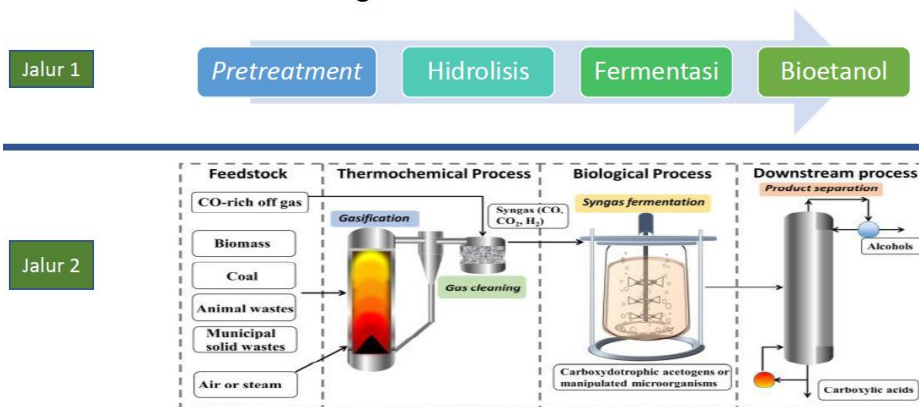 Jalur 1
Pretreatment
Hidrolisis
Fermentasi
Bioetanol
Jalur 2
Feedstock
Thermochemical Process
Biological Process
Downstream process
CO-rich off gas
Biomass
Coal
Animal wastes
Municipal
solid wastes
Air or steam
Gasification
Syngas (CO,
CO₂, H₂)
Gas cleaning
Syngas fermentation
Carboxydotrophic acetogens or
manipulated microorganisms
Product separation
Alcohols
Carboxylic acids